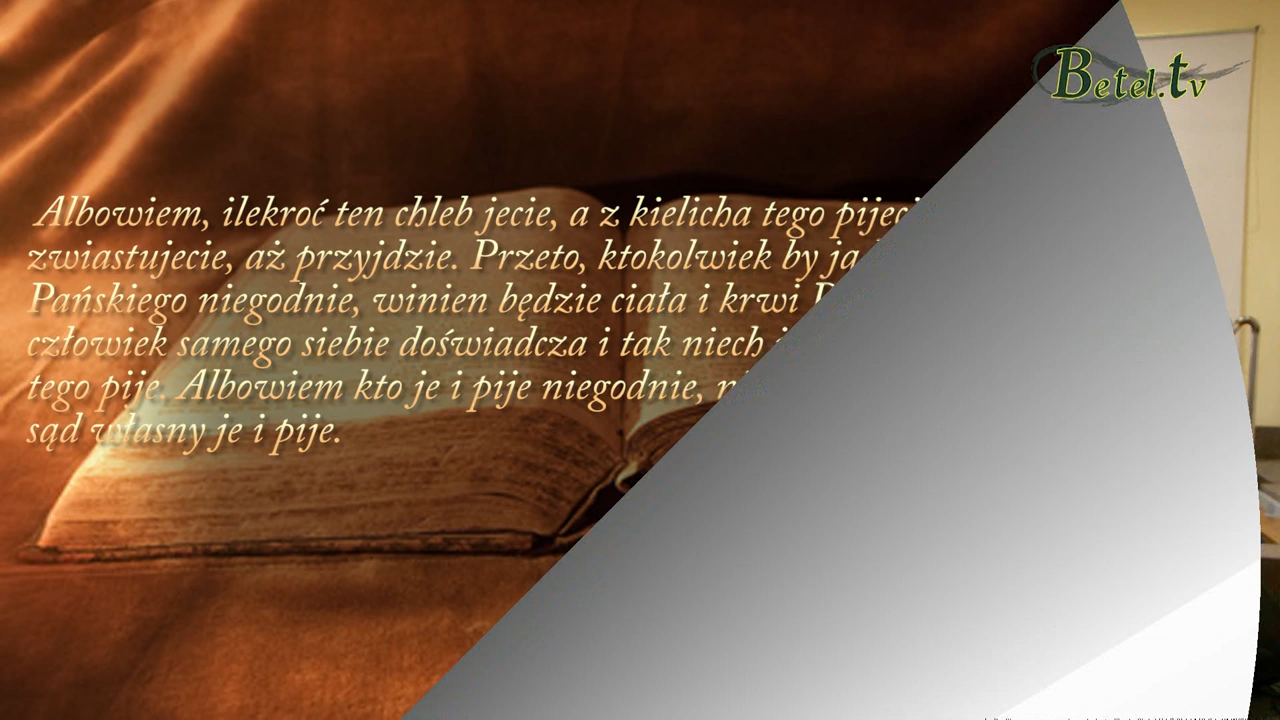 Betel.tv
Albowiem, ilekroć ten chleb jecie, a z kielicha tego
zwiastujecie, aż przyjdzie. Przeto, ktokolwiek by
Pańskiego niegodnie, winien będzie ciała i krwi
człowiek samego siebie doświadcza i tak niech
tego pije. Albowiem kto je i pije niegodnie,
sąd własny je i pije.